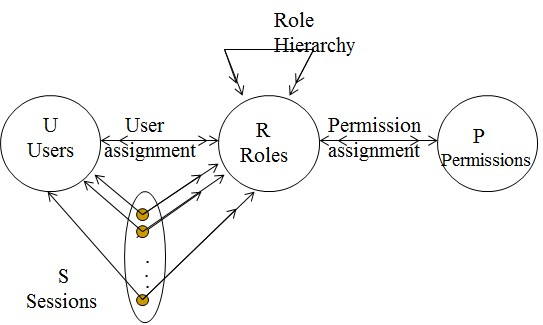 Role
Hierarchy
U
Users
User
assignment
R
Roles
Permission
assignment
P
Permissions
S
Sessions